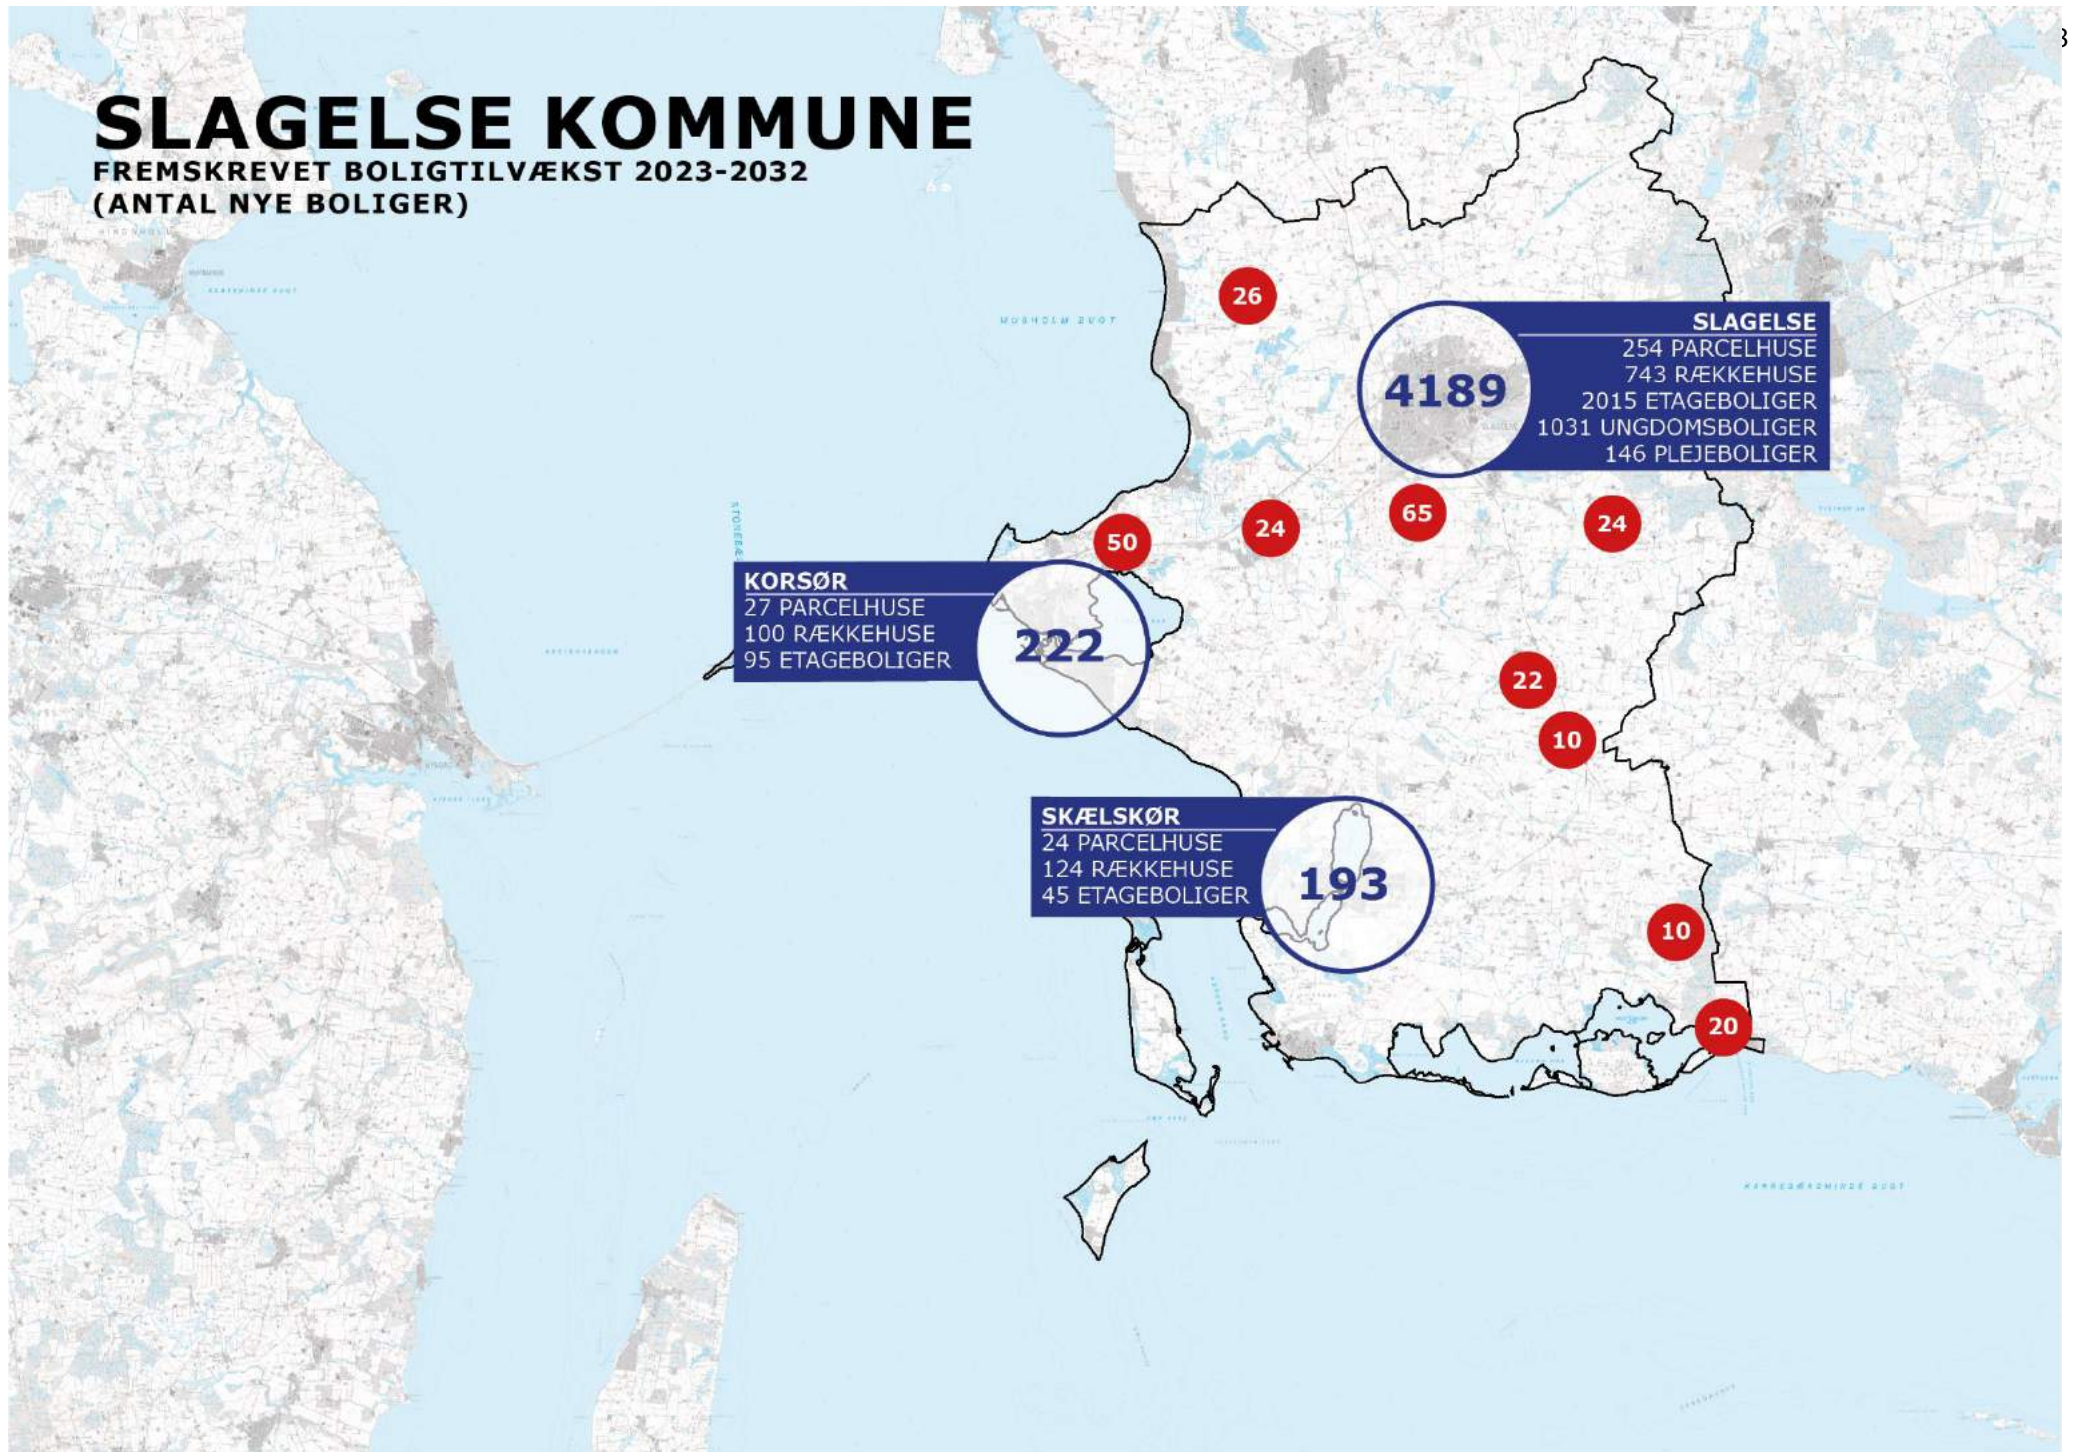 SLAGELSE KOMMUNE
FREMSKREVET BOLIGTILVÆKST 2023-2032
(ANTAL NYE BOLIGER)
26
MUSHOLM BUGT
SLAGELSE
254 PARCELHUSE
743 RÆKKEHUSE
2015 ETAGEBOLIGER
1031 UNGDOMSBOLIGER
146 PLEJEBOLIGER
4189
50
24
65
24
KORSØR
27 PARCELHUSE
100 RÆKKEHUSE
95 ETAGEBOLIGER
222
22
10
SKÆLSKØR
24 PARCELHUSE
124 RÆKKEHUSE
45 ETAGEBOLIGER
193
10
20